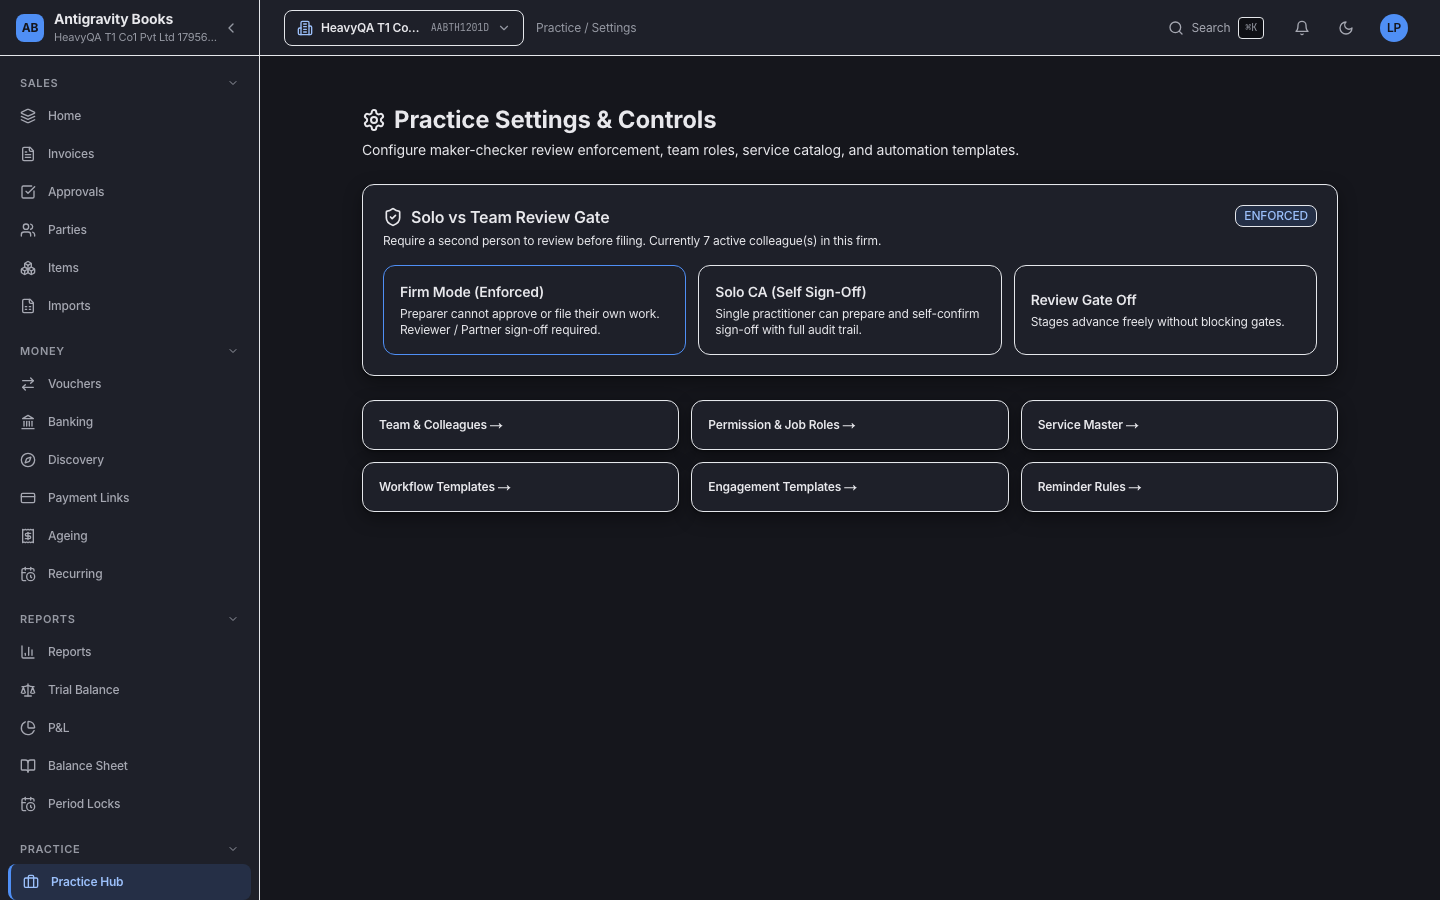 AB
Antigravity Books
HeavyQA T1 Co1 Pvt Ltd 17956...
HeavyQA T1 Co... AABTH1201D
Practice / Settings
Search ⌘K
LP
SALES
Home
Invoices
Approvals
Parties
Items
Imports
MONEY
Vouchers
Banking
Discovery
Payment Links
Ageing
Recurring
REPORTS
Reports
Trial Balance
P&L
Balance Sheet
Period Locks
PRACTICE
Practice Hub
Practice Settings & Controls
Configure maker-checker review enforcement, team roles, service catalog, and automation templates.
Solo vs Team Review Gate
ENFORCED
Require a second person to review before filing. Currently 7 active colleague(s) in this firm.
Firm Mode (Enforced)
Preparer cannot approve or file their own work.
Reviewer / Partner sign-off required.
Solo CA (Self Sign-Off)
Single practitioner can prepare and self-confirm
sign-off with full audit trail.
Review Gate Off
Stages advance freely without blocking gates.
Team & Colleagues →
Permission & Job Roles →
Service Master →
Workflow Templates →
Engagement Templates →
Reminder Rules →